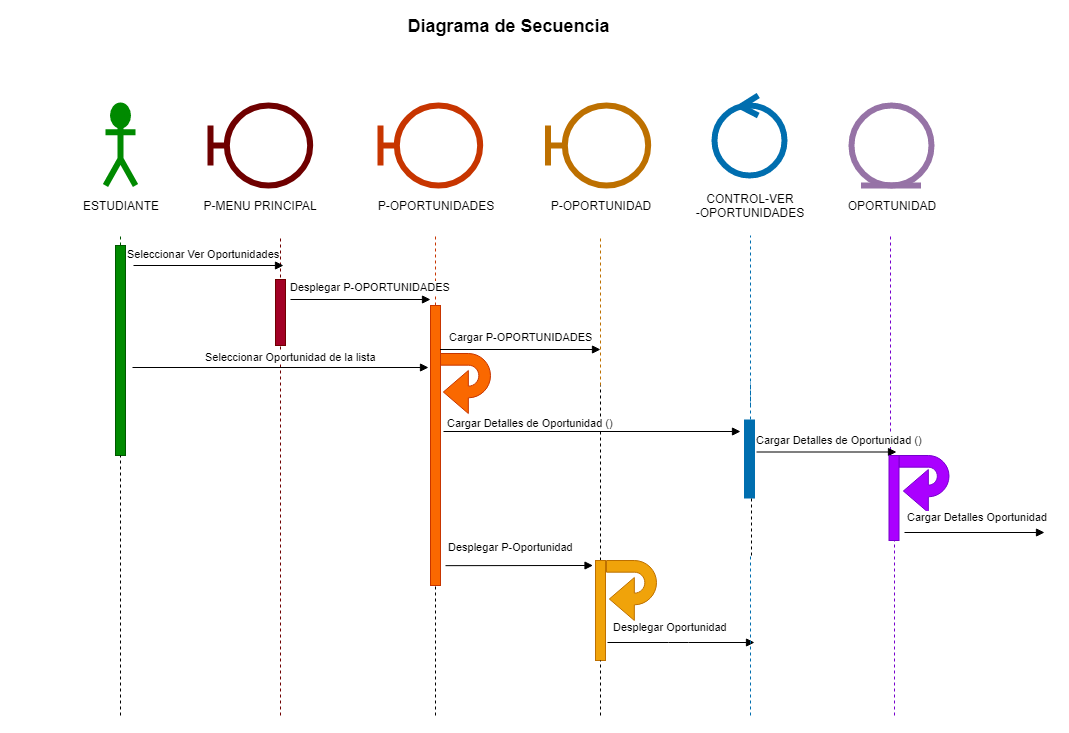 Diagrama de Secuencia
ESTUDIANTE
P-MENU PRINCIPAL
P-OPORTUNIDADES
P-OPORTUNIDAD
CONTROL-VER
-OPORTUNIDADES
OPORTUNIDAD
Seleccionar Ver Oportunidades
Desplegar P-OPORTUNIDADES
Cargar P-OPORTUNIDADES
Seleccionar Oportunidad de la lista
Cargar Detalles de Oportunidad ()
Cargar Detalles de Oportunidad ()
Cargar Detalles Oportunidad
Desplegar P-Oportunidad
Desplegar Oportunidad